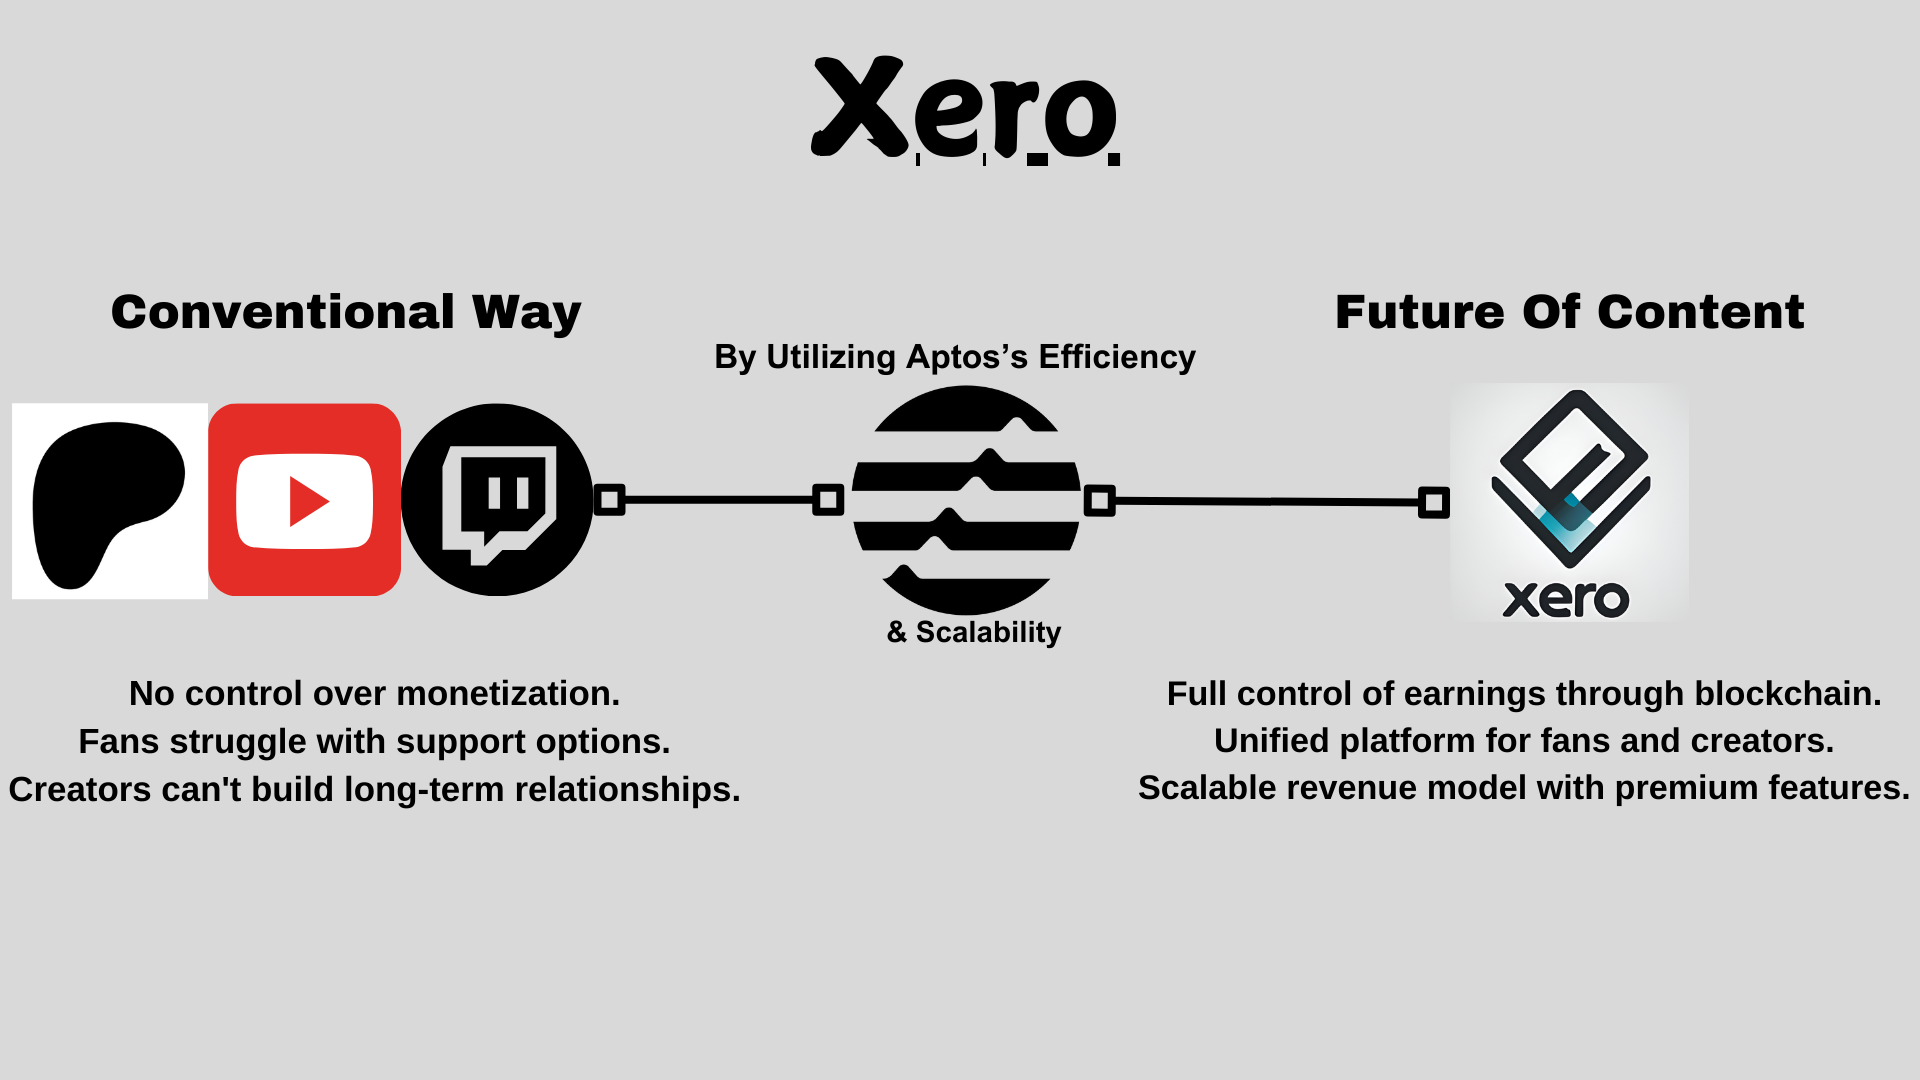 Xero
Conventional Way
Future Of Content
By Utilizing Aptos’s Efficiency
& Scalability
xero
No control over monetization.
Fans struggle with support options.
Creators can't build long-term relationships.
Full control of earnings through blockchain.
Unified platform for fans and creators.
Scalable revenue model with premium features.